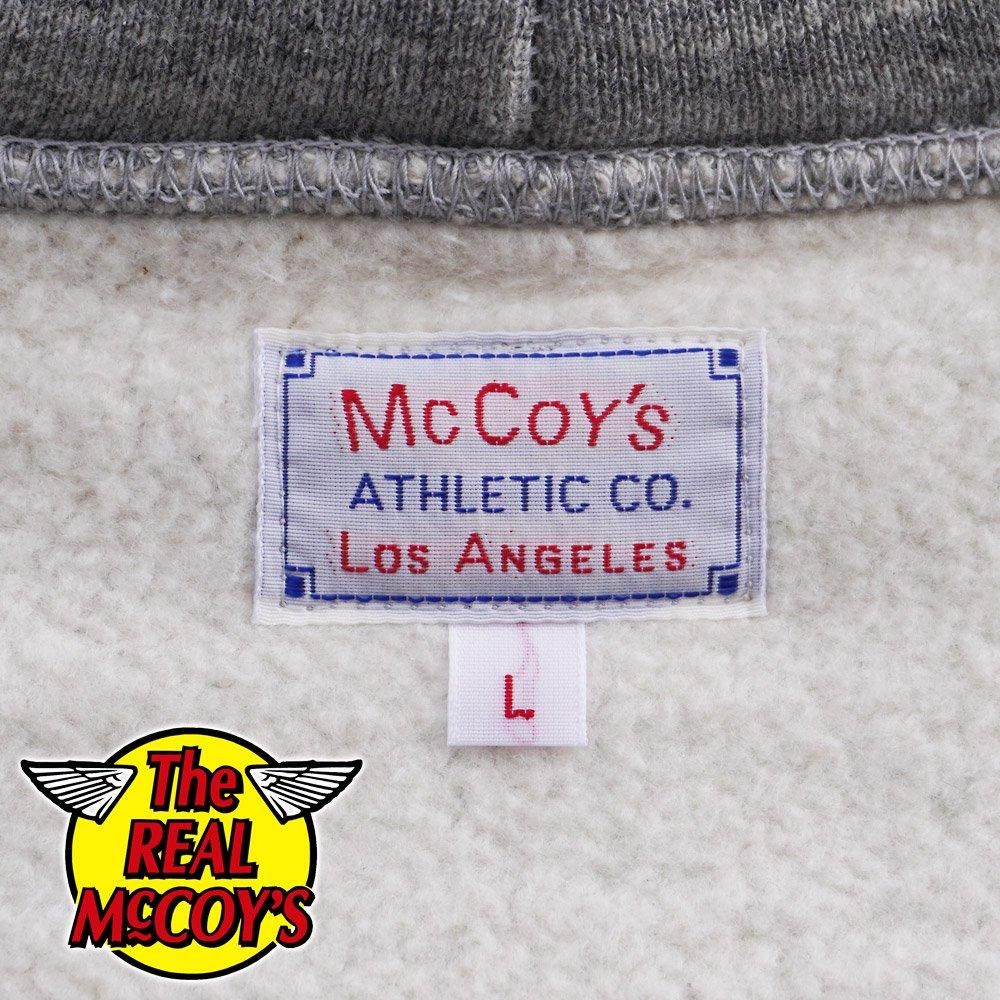 McCoy's
ATHLETIC CO.
LOS ANGELES
L
The
REAL
McCOY'S